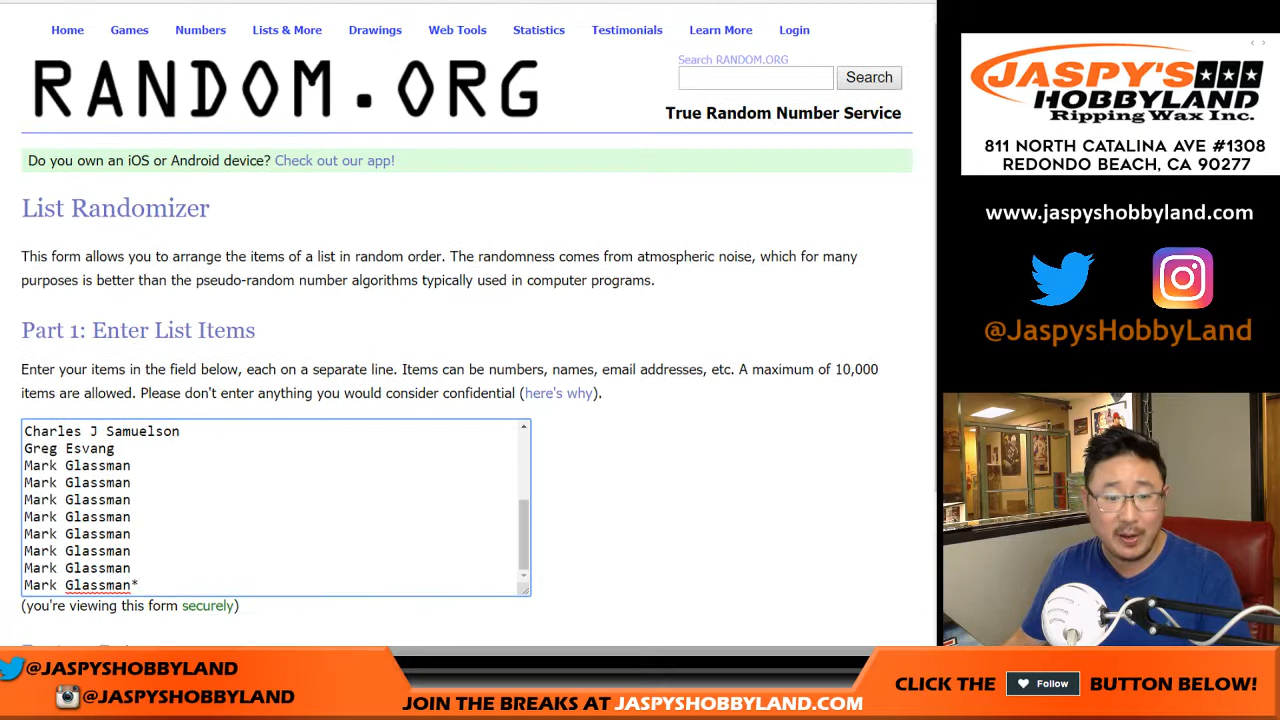 Home Games Numbers Lists & More Drawings Web Tools Statistics Testimonials Learn More Login
RANDOM.ORG
Search RANDOM.ORG
Search
True Random Number Service
Do you own an iOS or Android device? Check out our app!
List Randomizer
This form allows you to arrange the items of a list in random order. The randomness comes from atmospheric noise, which for many
purposes is better than the pseudo-random number algorithms typically used in computer programs.
Part 1: Enter List Items
Enter your items in the field below, each on a separate line. Items can be numbers, names, email addresses, etc. A maximum of 10,000
items are allowed. Please don't enter anything you would consider confidential (here's why).
Charles J Samuelson
Greg Esvang
Mark Glassman
Mark Glassman
Mark Glassman
Mark Glassman
Mark Glassman
Mark Glassman
Mark Glassman
Mark Glassman*
(you're viewing this form securely)
JASPY'S
HOBBYLAND
Ripping Wax Inc.
811 NORTH CATALINA AVE #1308
REDONDO BEACH, CA 90277
www.jaspyshobbyland.com
@JaspysHobbyLand
@JASPYSHOBBYLAND
@JASPYSHOBBYLAND
JOIN THE BREAKS AT JASPYSHOBBYLAND.COM
CLICK THE Follow BUTTON BELOW!